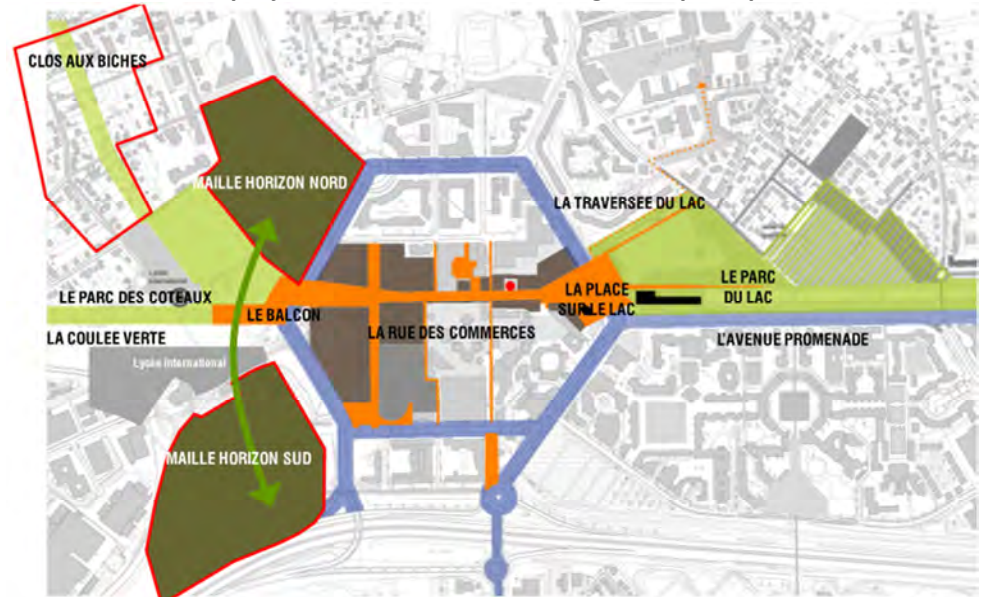 CLOS AUX BICHES
MAILLE HORIZON NORD
LA TRAVERSEE DU LAC
LE PARC DES COTEAUX
LE BALCON
LA PLACE
SUR LE LAC
LE PARC
DU LAC
LA COULEE VERTE
LA RUE DES COMMERCES
L'AVENUE PROMENADE
Lycée International
MAILLE HORIZON SUD